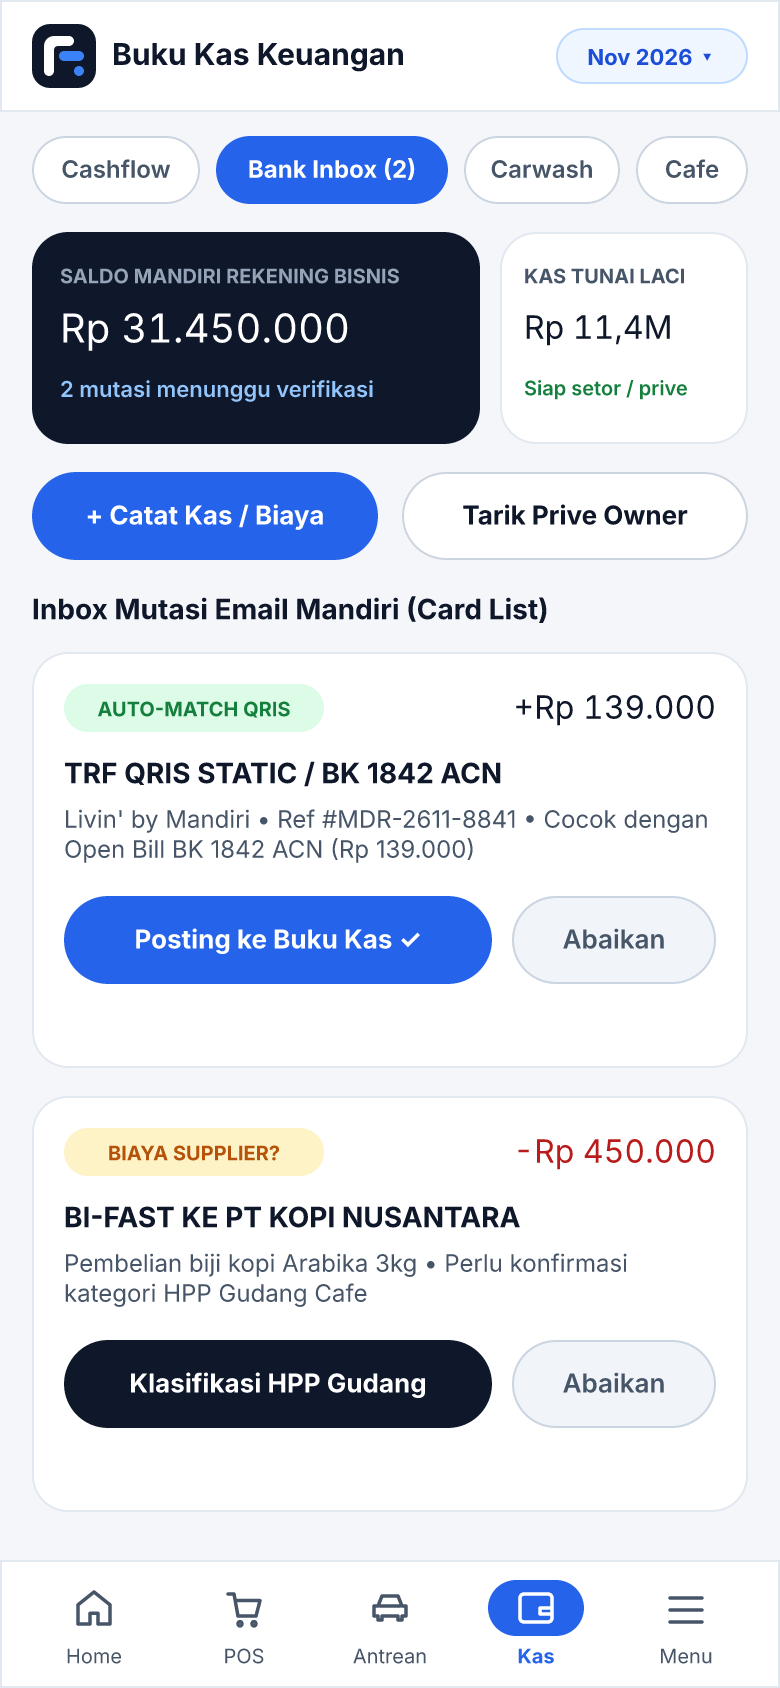 Buku Kas Keuangan
Nov 2026 ▾
Cashflow
Bank Inbox (2)
Carwash
Cafe
SALDO MANDIRI REKENING BISNIS
Rp 31.450.000
2 mutasi menunggu verifikasi
KAS TUNAI LACI
Rp 11,4M
Siap setor / prive
+ Catat Kas / Biaya
Tarik Prive Owner
Inbox Mutasi Email Mandiri (Card List)
AUTO-MATCH QRIS
+Rp 139.000
TRF QRIS STATIC / BK 1842 ACN
Livin' by Mandiri • Ref #MDR-2611-8841 • Cocok dengan
Open Bill BK 1842 ACN (Rp 139.000)
Posting ke Buku Kas ✓
Abaikan
BIAYA SUPPLIER?
-Rp 450.000
BI-FAST KE PT KOPI NUSANTARA
Pembelian biji kopi Arabika 3kg • Perlu konfirmasi
kategori HPP Gudang Cafe
Klasifikasi HPP Gudang
Abaikan
Home
POS
Antrean
Kas
Menu